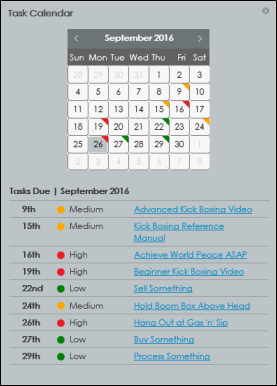 Task Calendar
September 2016
Sun Mon Tue Wed Thu Fri Sat
28 29 30 31 1 2 3
4 5 6 7 8 9 10
11 12 13 14 15 16 17
18 19 20 21 22 23 24
25 26 27 28 29 30 1
2 3 4 5 6 7 8
Tasks Due | September 2016
9th Medium Advanced Kick Boxing Video
15th Medium Kick Boxing Reference
Manual
16th High Achieve World Peace ASAP
19th High Beginner Kick Boxing Video
22nd Low Sell Something
24th Medium Hold Boom Box Above Head
26th High Hang Out at Gas 'n' Sip
27th Low Buy Something
29th Low Process Something